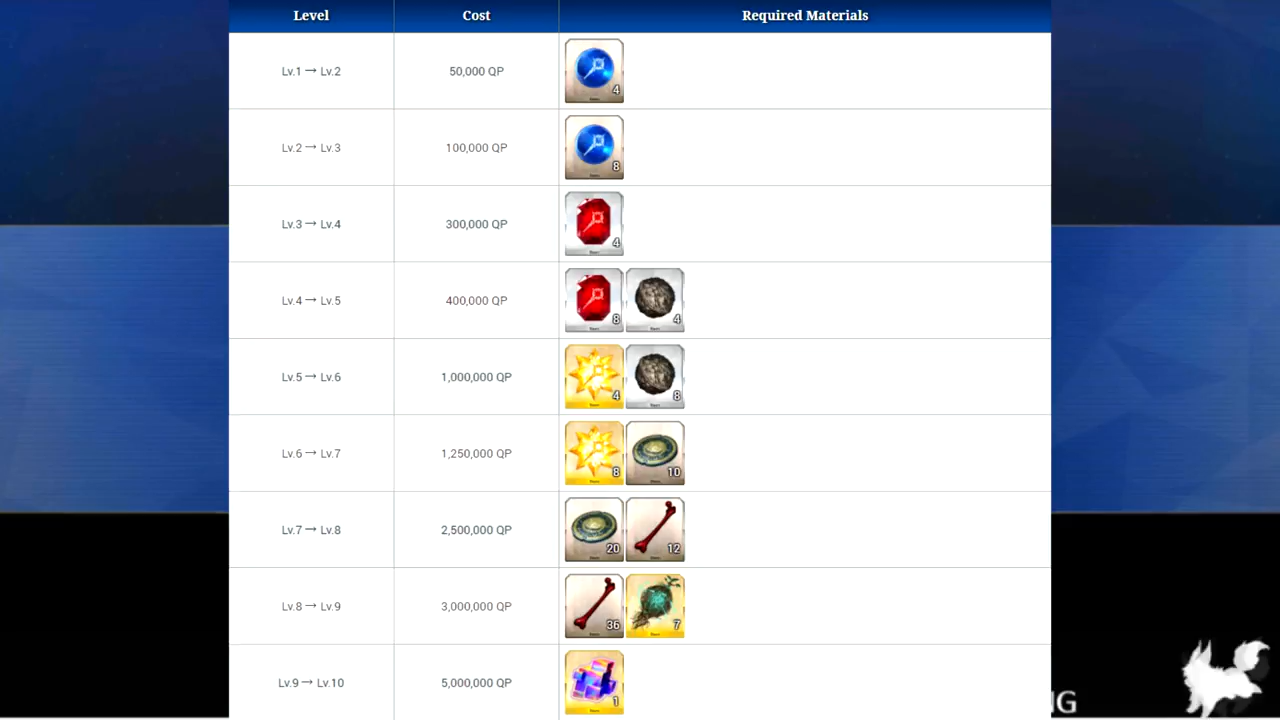 Level Cost Required Materials
Lv.1 → Lv.2 50,000 QP 4
Lv.2 → Lv.3 100,000 QP 8
Lv.3 → Lv.4 300,000 QP 4
Lv.4 → Lv.5 400,000 QP 8 4
Lv.5 → Lv.6 1,000,000 QP 4 8
Lv.6 → Lv.7 1,250,000 QP 8 10
Lv.7 → Lv.8 2,500,000 QP 20 12
Lv.8 → Lv.9 3,000,000 QP 36 7
Lv.9 → Lv.10 5,000,000 QP 1